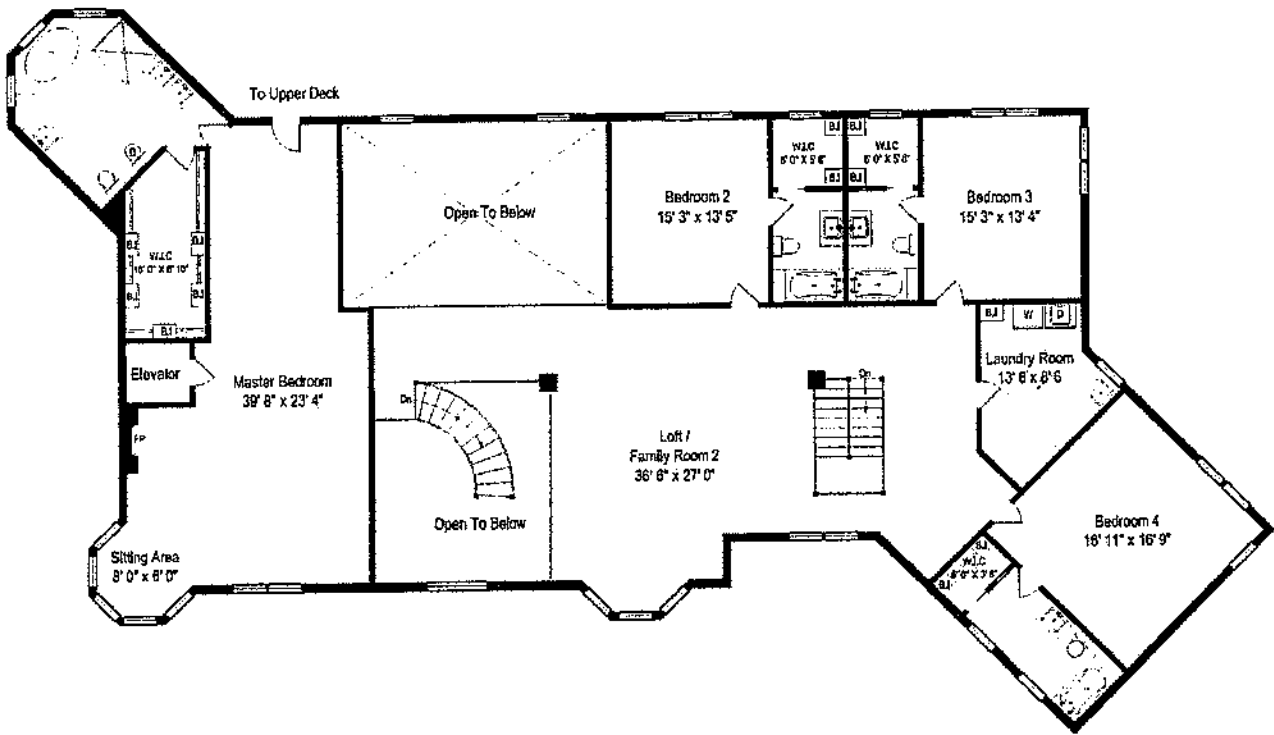 To Upper Deck
Open To Below
Bedroom 2
15' 3" x 13' 5"
W.I.C
B.I
B.I
W.I.C
B.I
B.I
Bedroom 3
15' 3" x 13' 4"
W.I.C
B.I
B.I
B.I
B.I
B.I
Elevator
Master Bedroom
39' 8" x 23' 4"
FP
Sitting Area
8' 0" x 6' 0"
Dn
Open To Below
Loft /
Family Room 2
36' 6" x 27' 0"
Dn
B.I
W
D
Laundry Room
13' 6 x 8' 6
Bedroom 4
16' 11" x 16' 9"
B.I
W.I.C
B.I